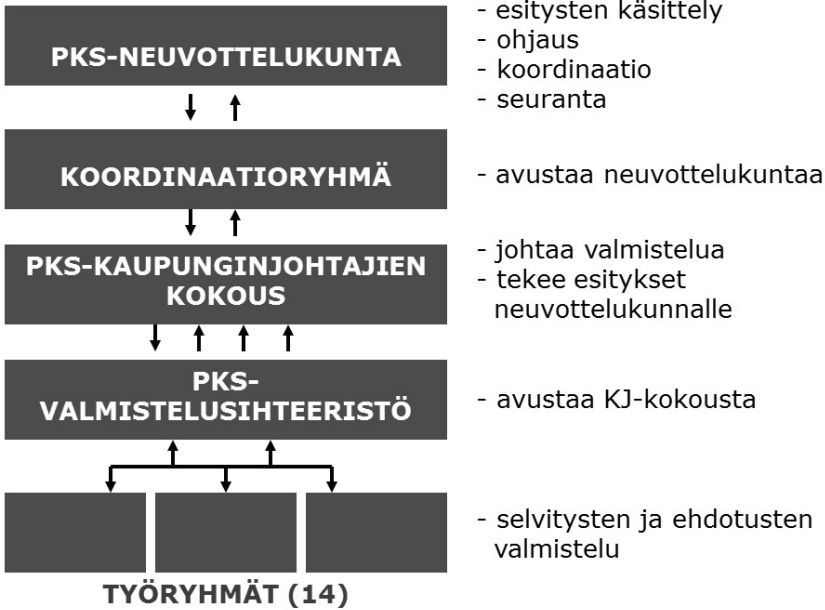 - esitysten käsittely
- ohjaus
- koordinaatio
- seuranta
PKS-NEUVOTTELUKUNTA
KOORDINAATIORYHMÄ
- avustaa neuvottelukuntaa
PKS-KAUPUNGINJOHTAJIEN
KOKOUS
- johtaa valmistelua
- tekee esitykset
neuvottelukunnalle
PKS-
VALMISTELUSIHTEERISTÖ
- avustaa KJ-kokousta
- selvitysten ja ehdotusten
valmistelu
TYÖRYHMÄT (14)